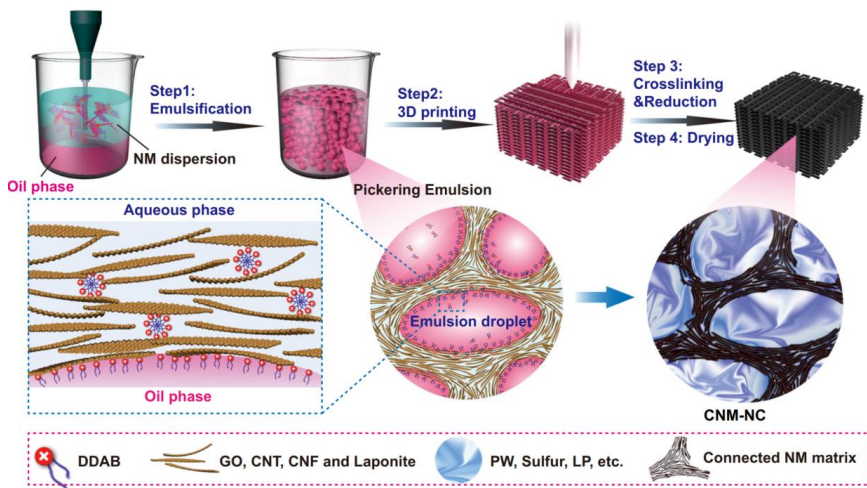 Step1:
Emulsification
NM dispersion
Oil phase
Step2:
3D printing
Step 3:
Crosslinking
&Reduction
Step 4: Drying
Pickering Emulsion
Aqueous phase
Oil phase
Emulsion droplet
CNM-NC
DDAB
GO, CNT, CNF and Laponite
PW, Sulfur, LP, etc.
Connected NM matrix